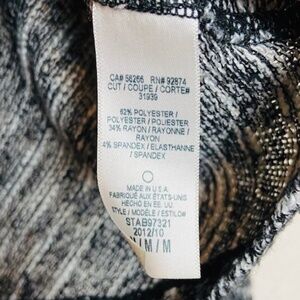 CA# 56266 RN# 92874
CUT / COUPE / CORTE#
31939
62% POLYESTER /
POLYESTER / POLIESTER
34% RAYON / RAYONNE /
RAYON
4% SPANDEX / ELASTHANNE
/ SPANDEX
MADE IN U.S.A.
FABRIQUÉ AUX ÉTATS-UNIS
HECHO EN EE. UU.
STYLE / MODÈLE / ESTILO#
STAB97321
2012/10
M / M / M